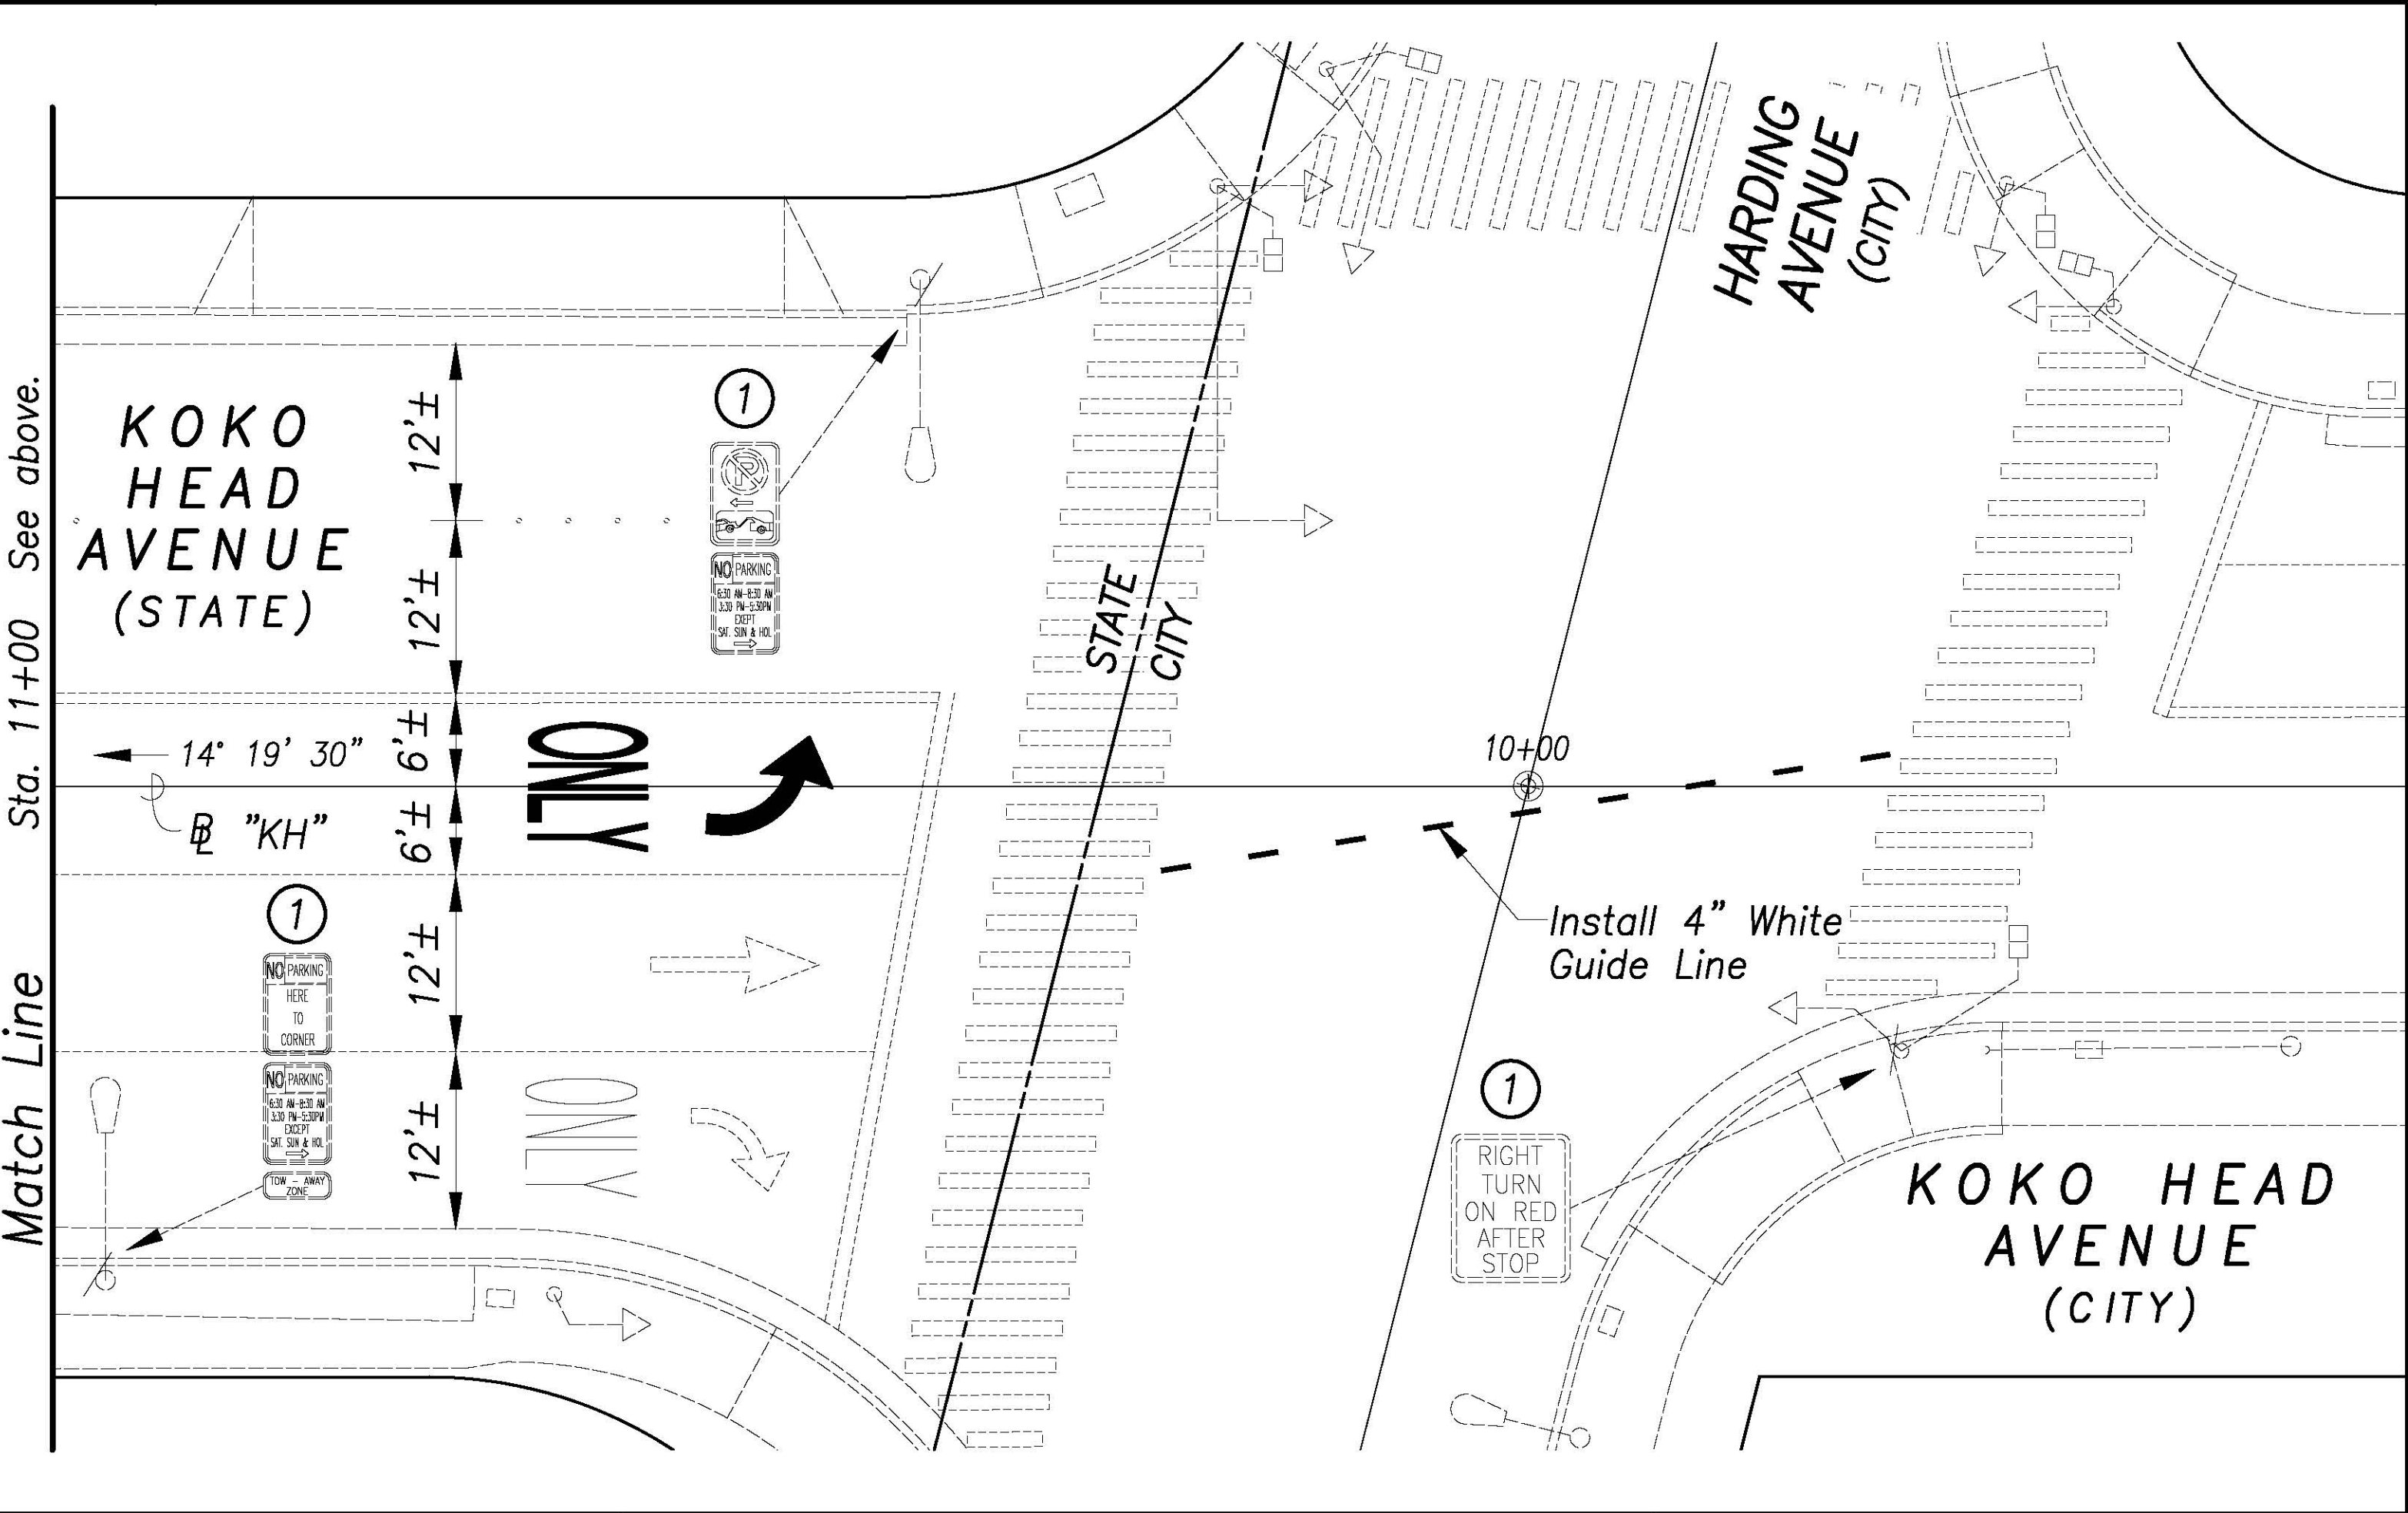 Match Line Sta. 11+00 See above.
KOKO
HEAD
AVENUE
(STATE)
12'±
12'±
6'±
6'±
12'±
12'±
14° 19' 30"
BL "KH"
1
P
NO PARKING
6:30 AM-8:30 AM
3:30 PM-5:30PM
EXEPT
SAT. SUN & HOL
ONLY
1
NO PARKING
HERE
TO
CORNER
NO PARKING
6:30 AM-8:30 AM
3:30 PM-5:30PM
EXCEPT
SAT. SUN & HOL
TOW - AWAY
ZONE
ONLY
STATE
CITY
HARDING
AVENUE
(CITY)
10+00
Install 4" White
Guide Line
1
RIGHT
TURN
ON RED
AFTER
STOP
KOKO HEAD
AVENUE
(CITY)